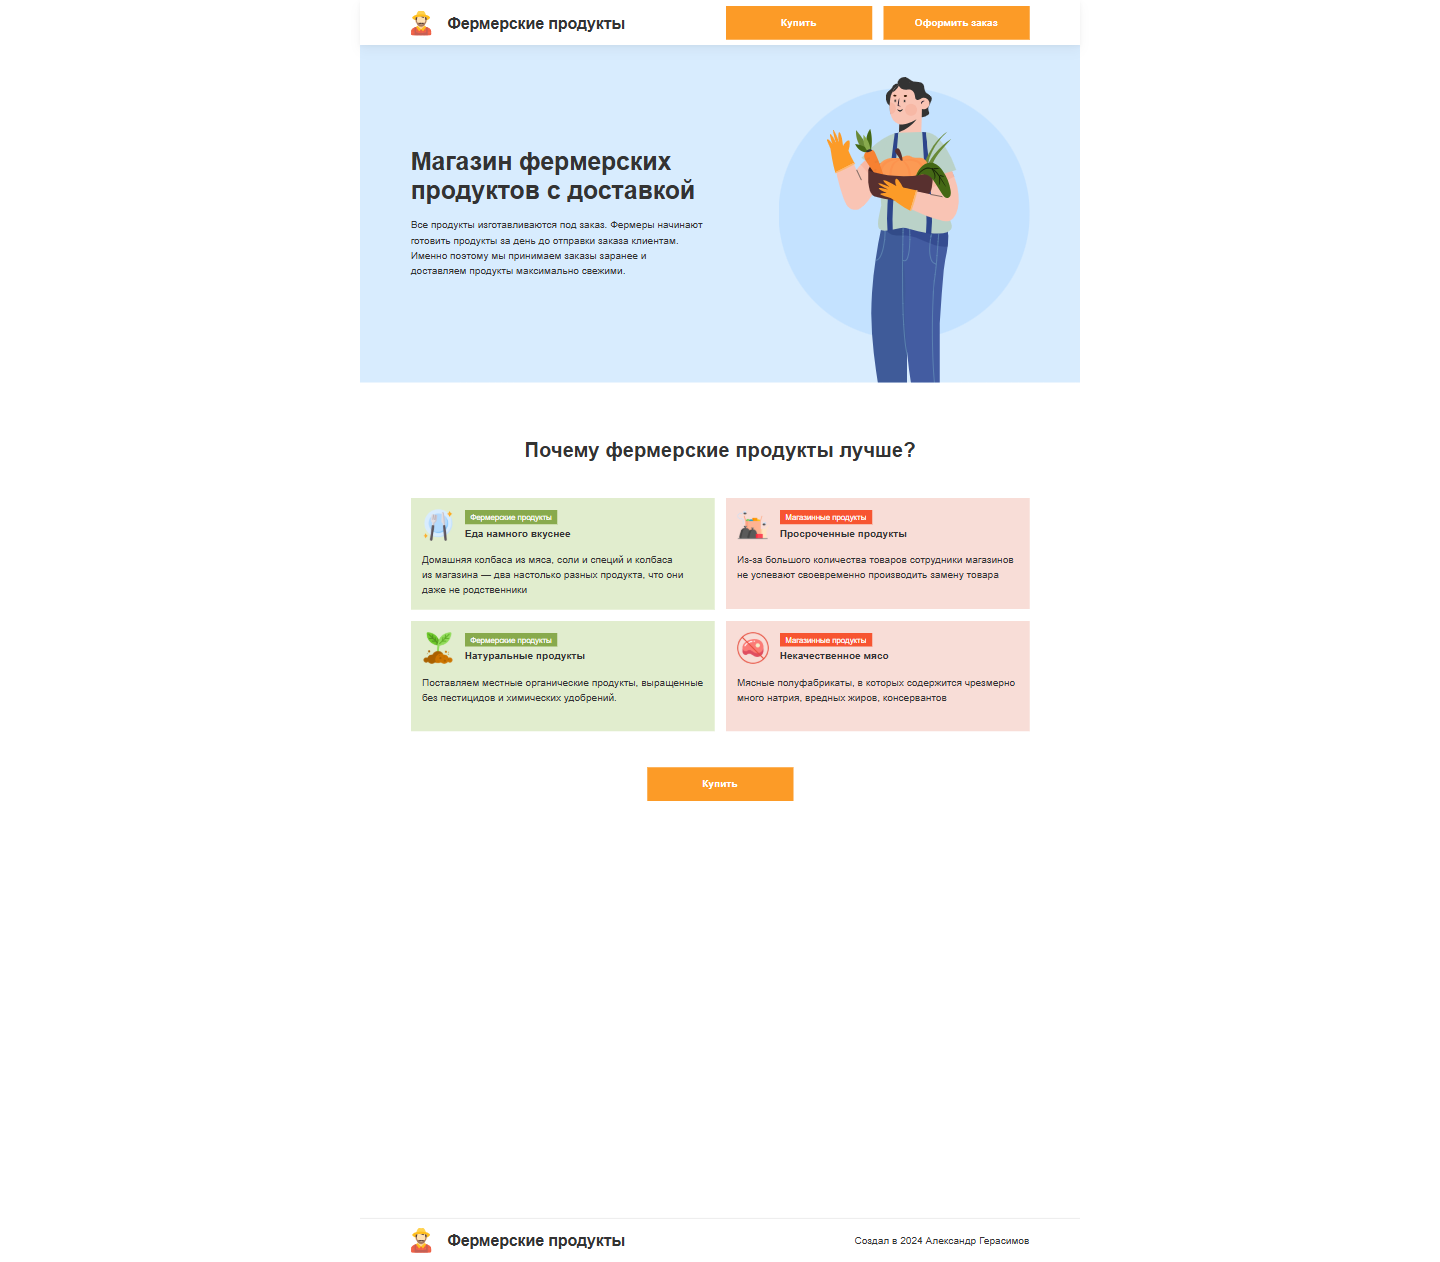 Фермерские продукты
Купить
Оформить заказ
Магазин фермерских
продуктов с доставкой
Все продукты изготавливаются под заказ. Фермеры начинают
готовить продукты за день до отправки заказа клиентам.
Именно поэтому мы принимаем заказы заранее и
доставляем продукты максимально свежими.
Почему фермерские продукты лучше?
Фермерские продукты
Еда намного вкуснее
Домашняя колбаса из мяса, соли и специй и колбаса
из магазина — два настолько разных продукта, что они
даже не родственники
Магазинные продукты
Просроченные продукты
Из-за большого количества товаров сотрудники магазинов
не успевают своевременно производить замену товара
Фермерские продукты
Натуральные продукты
Поставляем местные органические продукты, выращенные
без пестицидов и химических удобрений.
Магазинные продукты
Некачественное мясо
Мясные полуфабрикаты, в которых содержится чрезмерно
много натрия, вредных жиров, консервантов
Купить
Фермерские продукты
Создал в 2024 Александр Герасимов